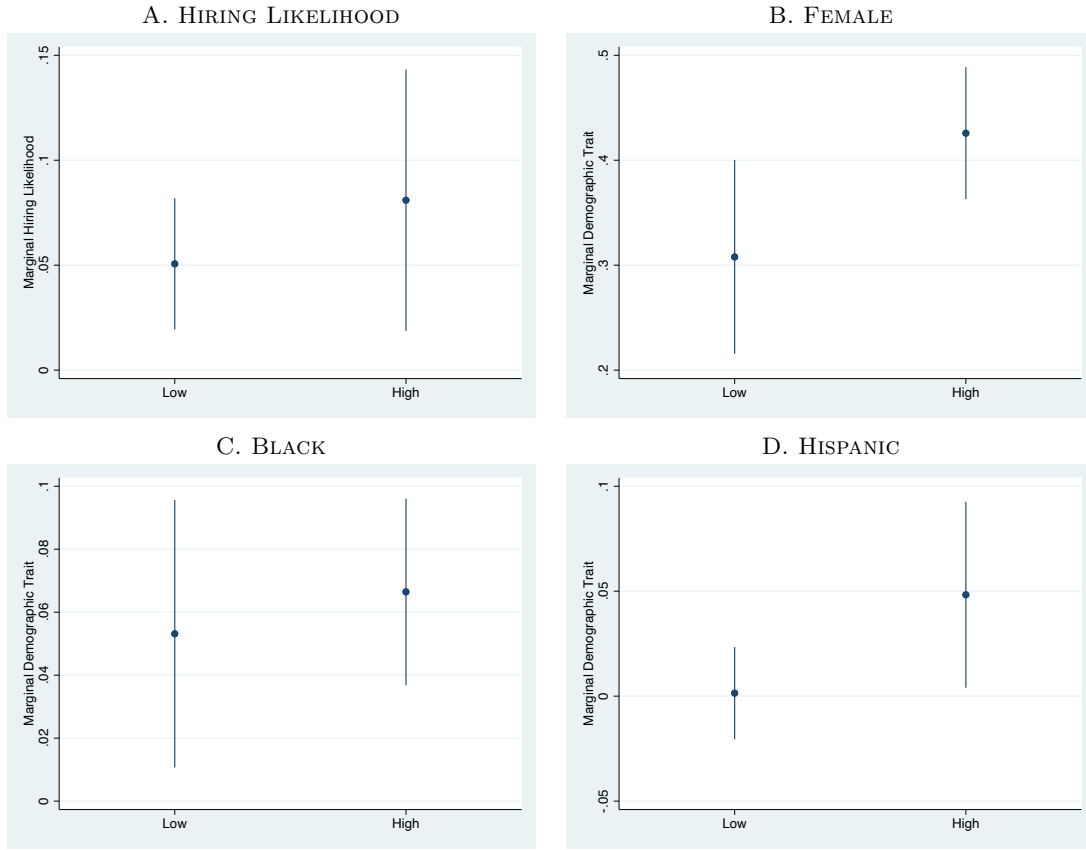 A. Hiring Likelihood
Marginal Hiring Likelihood
.15
.1
.05
0
Low High
B. Female
Marginal Demographic Trait
.5
.4
.3
.2
Low High
C. Black
Marginal Demographic Trait
.1
.08
.06
.04
.02
0
Low High
D. Hispanic
Marginal Demographic Trait
.1
.05
0
-.05
Low High